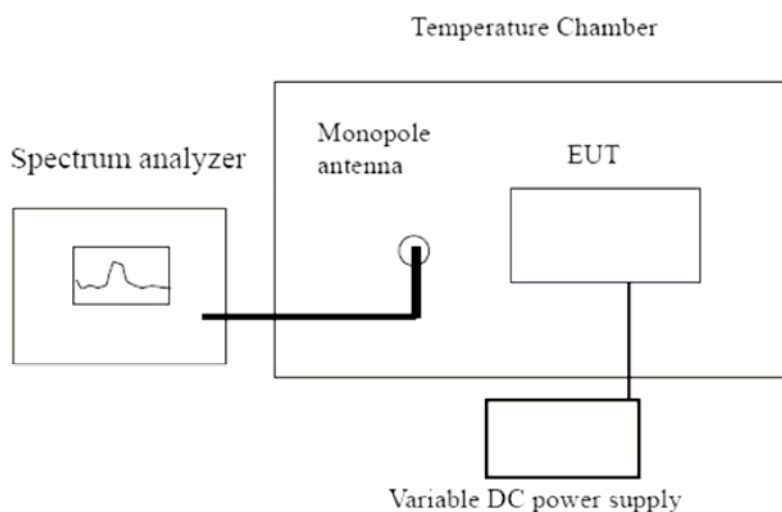 Temperature Chamber
Monopole
antenna
EUT
Spectrum analyzer
Variable DC power supply